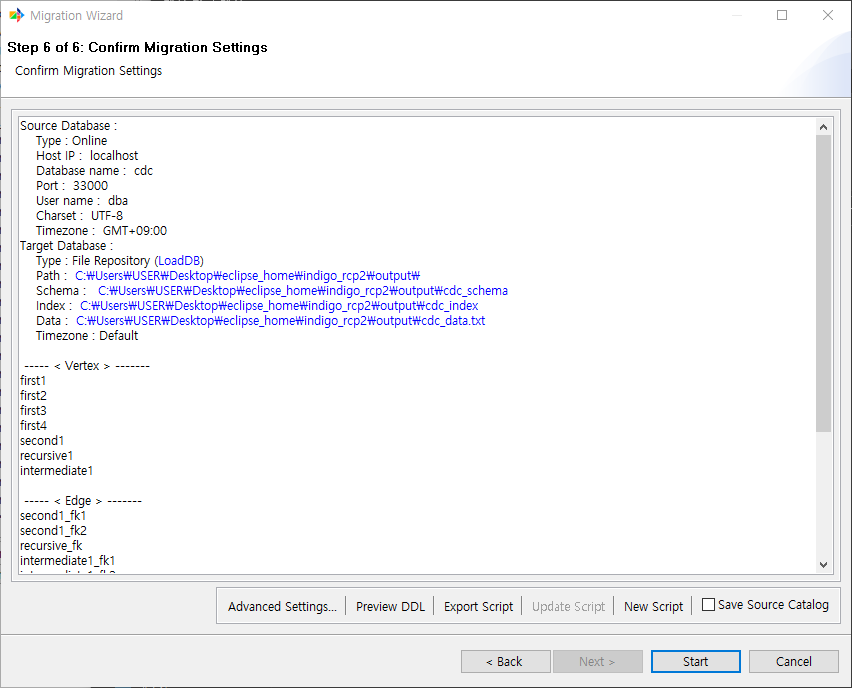 Migration Wizard
Step 6 of 6: Confirm Migration Settings
Confirm Migration Settings
Source Database :
Type : Online
Host IP : localhost
Database name : cdc
Port : 33000
User name : dba
Charset : UTF-8
Timezone : GMT+09:00
Target Database :
Type : File Repository (LoadDB)
Path : C:₩Users₩USER₩Desktop₩eclipse_home₩indigo_rcp2₩output₩
Schema : C:₩Users₩USER₩Desktop₩eclipse_home₩indigo_rcp2₩output₩cdc_schema
Index : C:₩Users₩USER₩Desktop₩eclipse_home₩indigo_rcp2₩output₩cdc_index
Data : C:₩Users₩USER₩Desktop₩eclipse_home₩indigo_rcp2₩output₩cdc_data.txt
Timezone : Default
----- < Vertex > -------
first1
first2
first3
first4
second1
recursive1
intermediate1
----- < Edge > -------
second1_fk1
second1_fk2
recursive_fk
intermediate1_fk1
Advanced Settings... Preview DDL Export Script Update Script New Script Save Source Catalog
< Back Next > Start Cancel